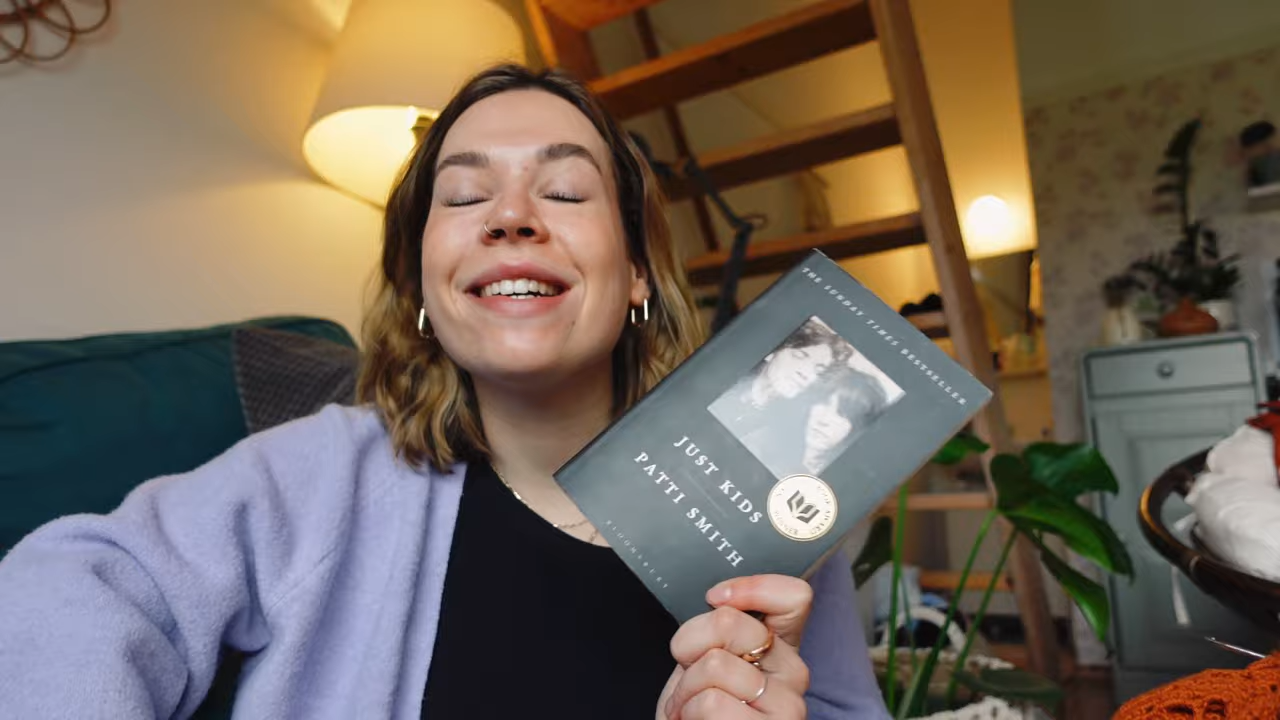 THE SUNDAY TIMES BESTSELLER
JUST KIDS
PATTI SMITH
BLOOMSBURY